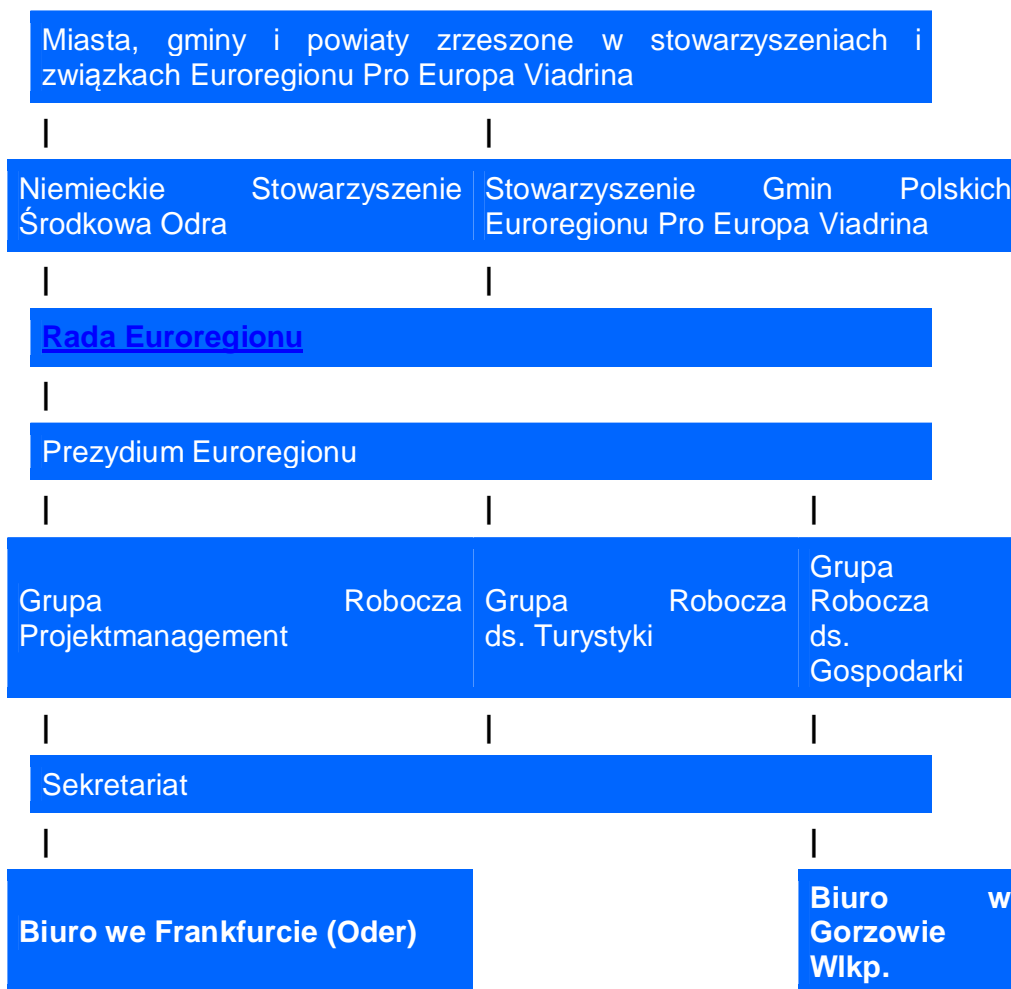 Miasta, gminy i powiaty zrzeszone w stowarzyszeniach i
związkach Euroregionu Pro Europa Viadrina
Niemieckie Stowarzyszenie
Środkowa Odra
Stowarzyszenie Gmin Polskich
Euroregionu Pro Europa Viadrina
Rada Euroregionu
Prezydium Euroregionu
Grupa Robocza
Projektmanagement
Grupa Robocza
ds. Turystyki
Grupa
Robocza
ds.
Gospodarki
Sekretariat
Biuro we Frankfurcie (Oder)
Biuro w
Gorzowie
Wlkp.